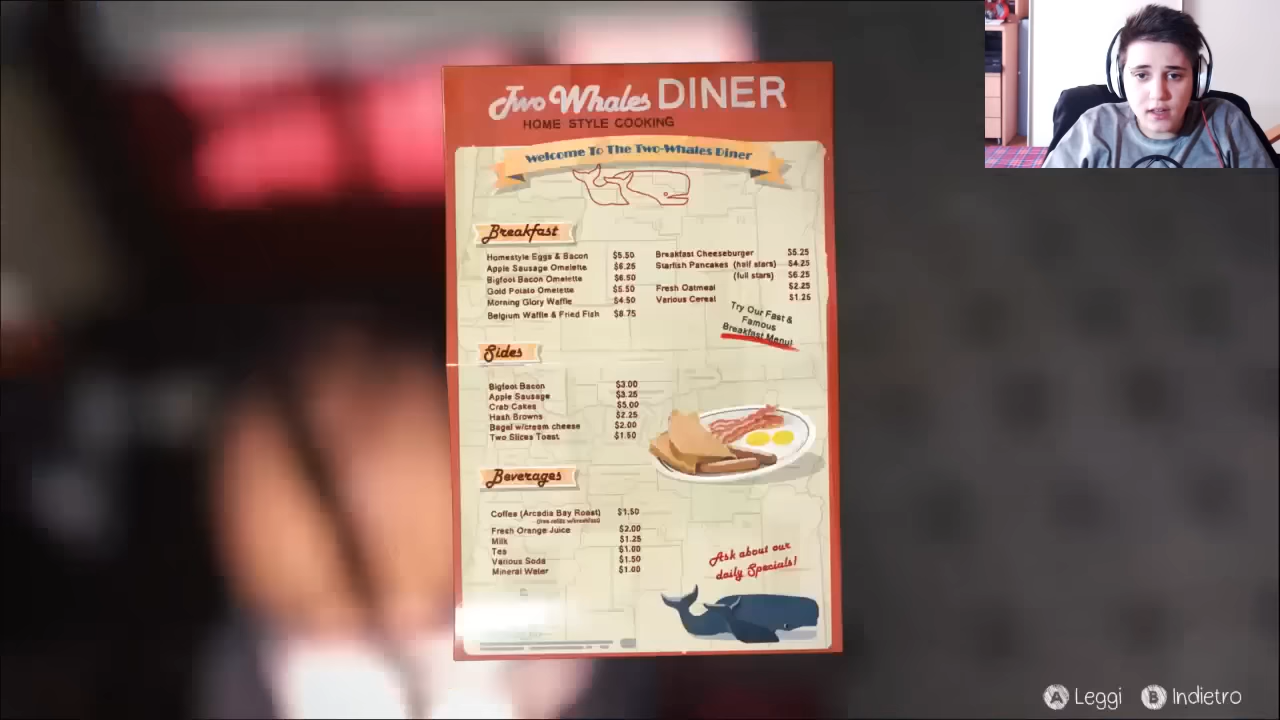 Two Whales DINER
HOME STYLE COOKING
Welcome To The Two-Whales Diner
Breakfast
Homestyle Eggs & Bacon $5.50
Apple Sausage Omelette $6.25
Bigfoot Bacon Omelette $6.50
Gold Potato Omelette $5.50
Morning Glory Waffle $4.50
Belgium Waffle & Fried Fish $8.75
Breakfast Cheeseburger $5.25
Starfish Pancakes (half stars) $4.25
(full stars) $6.25
Fresh Oatmeal $2.25
Various Cereal $1.25
Try Our Fast &
Famous
Breakfast Menu!
Sides
Bigfoot Bacon $3.00
Apple Sausage $3.25
Crab Cakes $5.00
Hash Browns $2.25
Bagel w/cream cheese $2.00
Two Slices Toast $1.50
Beverages
Coffee (Arcadia Bay Roast) $1.50
(free refills w/breakfast)
Fresh Orange Juice $2.00
Milk $1.25
Tea $1.00
Various Soda $1.50
Mineral Water $1.00
Ask about our
daily Specials!
A Leggi B Indietro